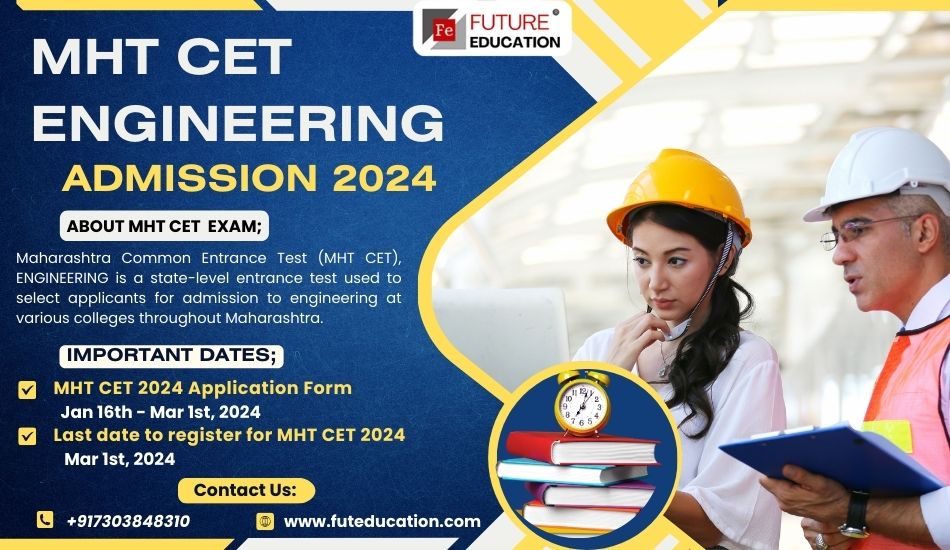 Fe FUTURE®
EDUCATION
MHT CET
ENGINEERING
ADMISSION 2024
ABOUT MHT CET EXAM;
Maharashtra Common Entrance Test (MHT CET),
ENGINEERING is a state-level entrance test used to
select applicants for admission to engineering at
various colleges throughout Maharashtra.
IMPORTANT DATES;
MHT CET 2024 Application Form
Jan 16th - Mar 1st, 2024
Last date to register for MHT CET 2024
Mar 1st, 2024
Contact Us:
+917303848310
www.futeducation.com